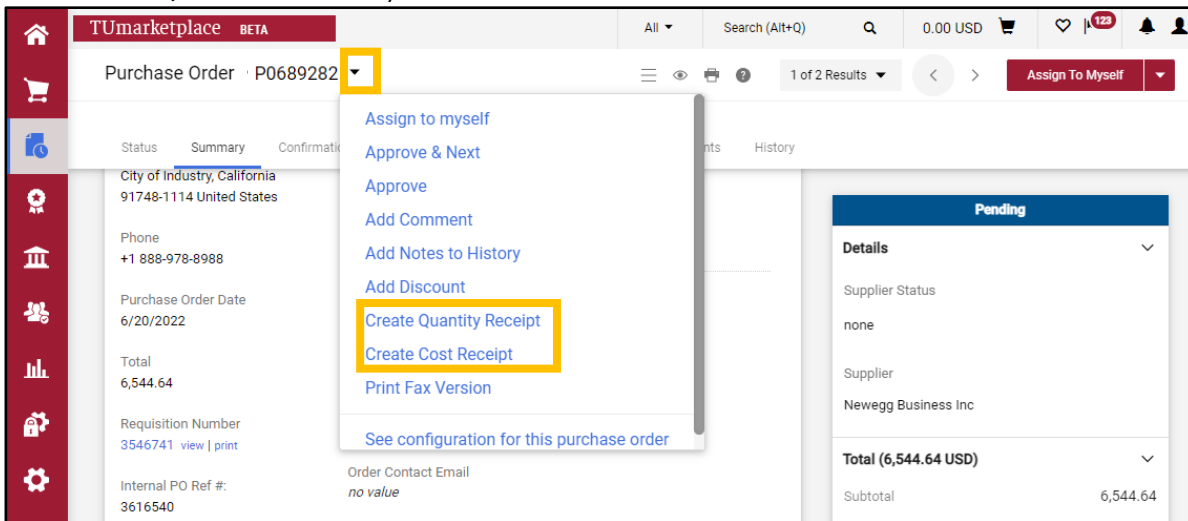 TUmarketplace BETA
All
Search (Alt+Q)
0.00 USD
123
Purchase Order P0689282
1 of 2 Results
Assign To Myself
Status
Summary
History
Assign to myself
Approve & Next
Approve
Add Comment
Add Notes to History
Add Discount
Create Quantity Receipt
Create Cost Receipt
Print Fax Version
See configuration for this purchase order
City of Industry, California
91748-1114 United States
Phone
+1 888-978-8988
Purchase Order Date
6/20/2022
Total
6,544.64
Requisition Number
3546741 view | print
Internal PO Ref #:
3616540
Order Contact Email
no value
Pending
Details
Supplier Status
none
Supplier
Newegg Business Inc
Total (6,544.64 USD)
Subtotal 6,544.64